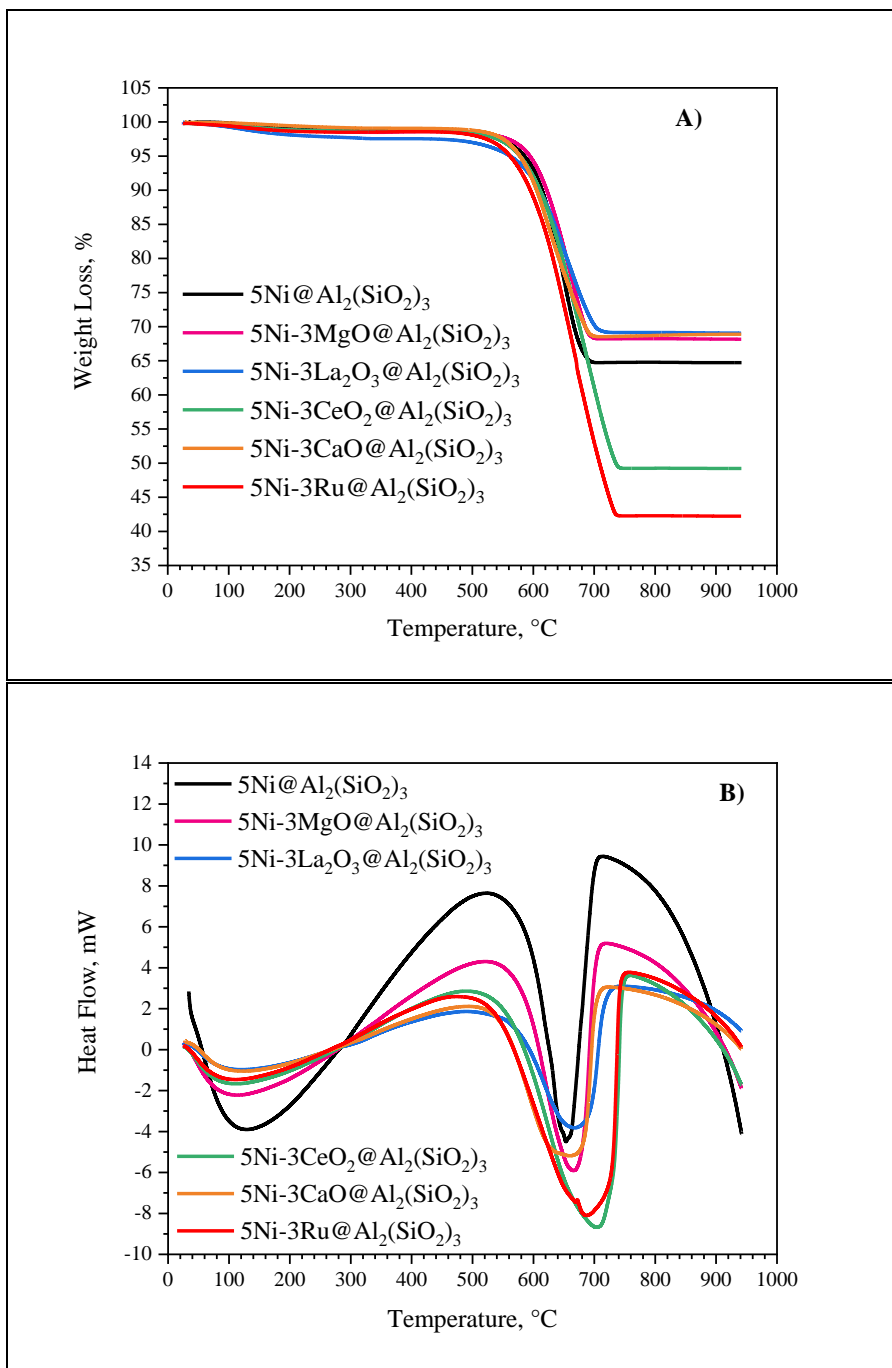 A)
105
100
95
90
85
80
75
70
65
60
55
50
45
40
35
Weight Loss, %
5Ni@Al₂(SiO₂)₃
5Ni-3MgO@Al₂(SiO₂)₃
5Ni-3La₂O₃@Al₂(SiO₂)₃
5Ni-3CeO₂@Al₂(SiO₂)₃
5Ni-3CaO@Al₂(SiO₂)₃
5Ni-3Ru@Al₂(SiO₂)₃
0 100 200 300 400 500 600 700 800 900 1000
Temperature, °C
B)
14
12
10
8
6
4
2
0
-2
-4
-6
-8
-10
Heat Flow, mW
5Ni@Al₂(SiO₂)₃
5Ni-3MgO@Al₂(SiO₂)₃
5Ni-3La₂O₃@Al₂(SiO₂)₃
5Ni-3CeO₂@Al₂(SiO₂)₃
5Ni-3CaO@Al₂(SiO₂)₃
5Ni-3Ru@Al₂(SiO₂)₃
0 100 200 300 400 500 600 700 800 900 1000
Temperature, °C